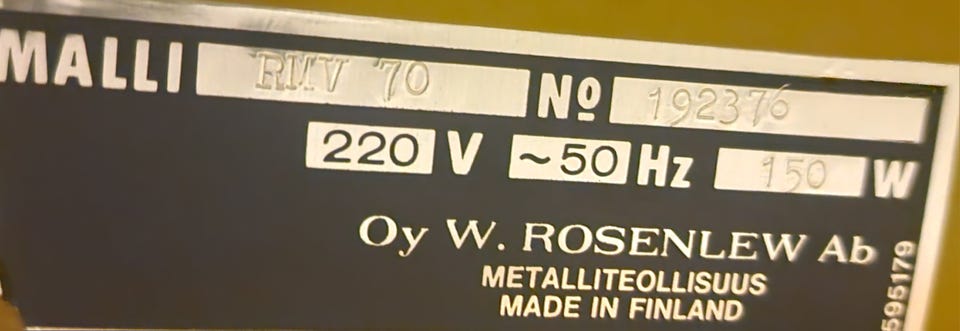 MALLI RMV 70 Nº 192376
220 V ~50 Hz 150 W
Oy W. ROSENLEW Ab
METALLITEOLLISUUS
MADE IN FINLAND
595179